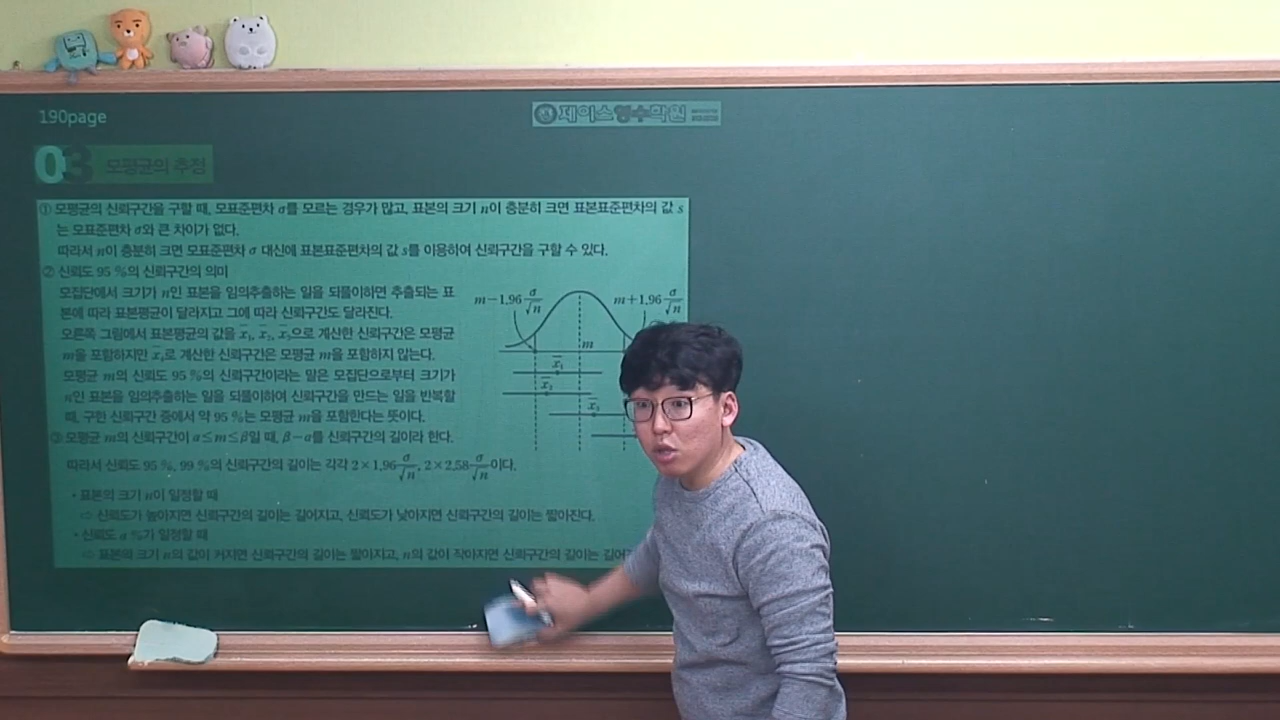 190page
제이스영수학원
03 모평균의 추정
① 모평균의 신뢰구간을 구할 때, 모표준편차 σ를 모르는 경우가 많고, 표본의 크기 n이 충분히 크면 표본표준편차의 값 s
는 모표준편차 σ와 큰 차이가 없다.
따라서 n이 충분히 크면 모표준편차 σ 대신에 표본표준편차의 값 s를 이용하여 신뢰구간을 구할 수 있다.
② 신뢰도 95 %의 신뢰구간의 의미
모집단에서 크기가 n인 표본을 임의추출하는 일을 되풀이하면 추출되는 표
본에 따라 표본평균이 달라지고 그에 따라 신뢰구간도 달라진다.
오른쪽 그림에서 표본평균의 값을 x̄₁, x̄₂, x̄₃으로 계산한 신뢰구간은 모평균
m을 포함하지만 x̄₄로 계산한 신뢰구간은 모평균 m을 포함하지 않는다.
모평균 m의 신뢰도 95 %의 신뢰구간이라는 말은 모집단으로부터 크기가
n인 표본을 임의추출하는 일을 되풀이하여 신뢰구간을 만드는 일을 반복할
때, 구한 신뢰구간 중에서 약 95 %는 모평균 m을 포함한다는 뜻이다.
m−1.96 σ/√n
m+1.96 σ/√n
m
x̄₁
x̄₂
x̄₃
③ 모평균 m의 신뢰구간이 α≤m≤β일 때, β−α를 신뢰구간의 길이라 한다.
따라서 신뢰도 95 %, 99 %의 신뢰구간의 길이는 각각 2×1.96 σ/√n, 2×2.58 σ/√n이다.
• 표본의 크기 n이 일정할 때
⇨ 신뢰도가 높아지면 신뢰구간의 길이는 길어지고, 신뢰도가 낮아지면 신뢰구간의 길이는 짧아진다.
• 신뢰도 α %가 일정할 때
⇨ 표본의 크기 n의 값이 커지면 신뢰구간의 길이는 짧아지고, n의 값이 작아지면 신뢰구간의 길이는 길어